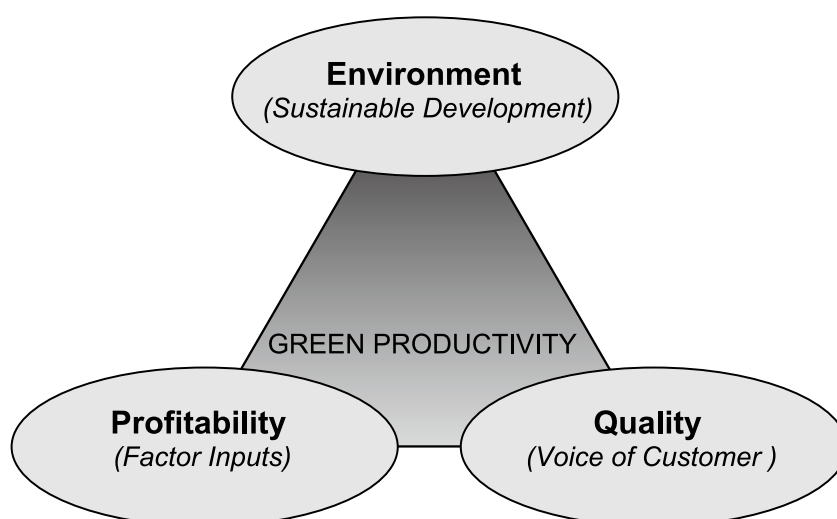 Environment
(Sustainable Development)
GREEN PRODUCTIVITY
Profitability
(Factor Inputs)
Quality
(Voice of Customer )